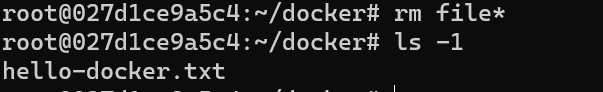 root@027d1ce9a5c4:~/docker# rm file*
root@027d1ce9a5c4:~/docker# ls -1
hello-docker.txt